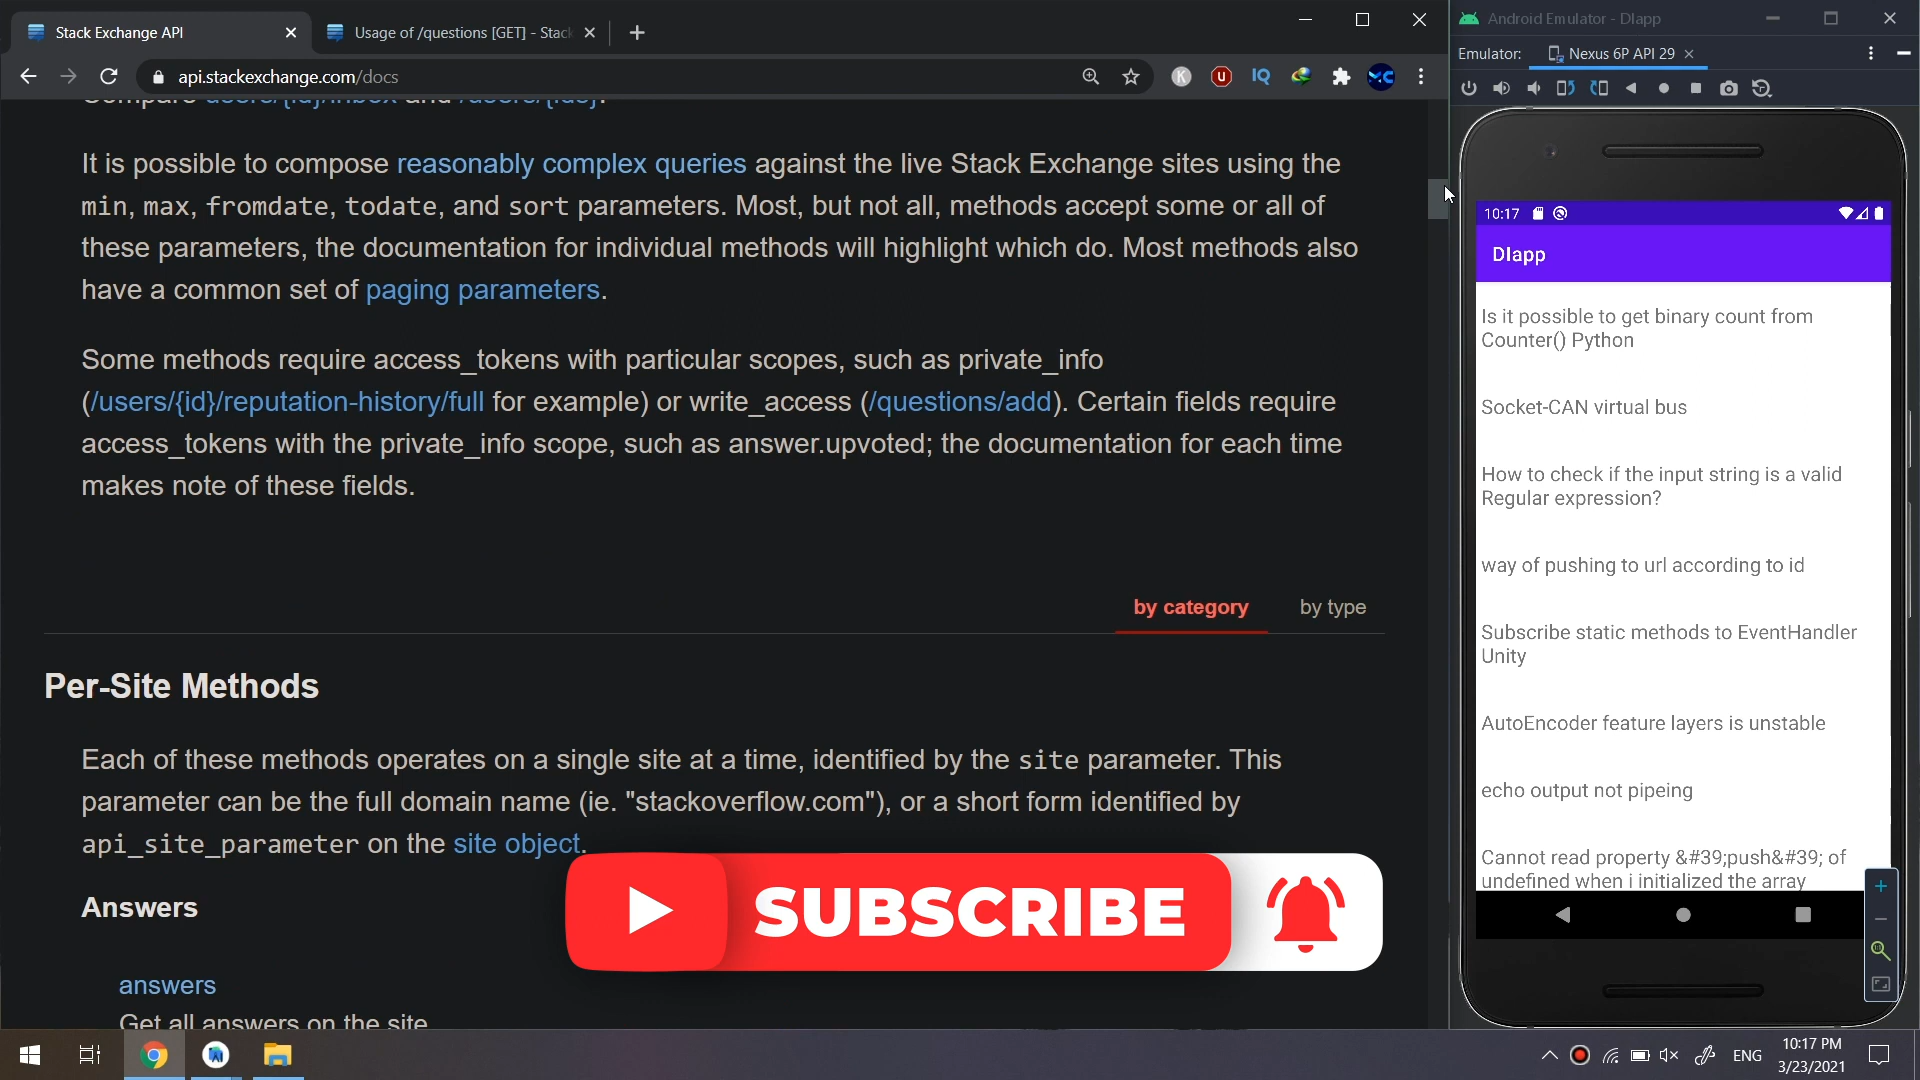 Stack Exchange API
Usage of /questions [GET] - Stac
api.stackexchange.com/docs
Compare users/{id}/inbox and /users/{ids}.
It is possible to compose reasonably complex queries against the live Stack Exchange sites using the
min, max, fromdate, todate, and sort parameters. Most, but not all, methods accept some or all of
these parameters, the documentation for individual methods will highlight which do. Most methods also
have a common set of paging parameters.
Some methods require access_tokens with particular scopes, such as private_info
(/users/{id}/reputation-history/full for example) or write_access (/questions/add). Certain fields require
access_tokens with the private_info scope, such as answer.upvoted; the documentation for each time
makes note of these fields.
by category
by type
Per-Site Methods
Each of these methods operates on a single site at a time, identified by the site parameter. This
parameter can be the full domain name (ie. "stackoverflow.com"), or a short form identified by
api_site_parameter on the site object.
Answers
answers
Get all answers on the site
SUBSCRIBE
Android Emulator - DIapp
Emulator:
Nexus 6P API 29
10:17
DIapp
Is it possible to get binary count from
Counter() Python
Socket-CAN virtual bus
How to check if the input string is a valid
Regular expression?
way of pushing to url according to id
Subscribe static methods to EventHandler
Unity
AutoEncoder feature layers is unstable
echo output not pipeing
Cannot read property &#39;push&#39; of
undefined when i initialized the array
ENG
10:17 PM
3/23/2021